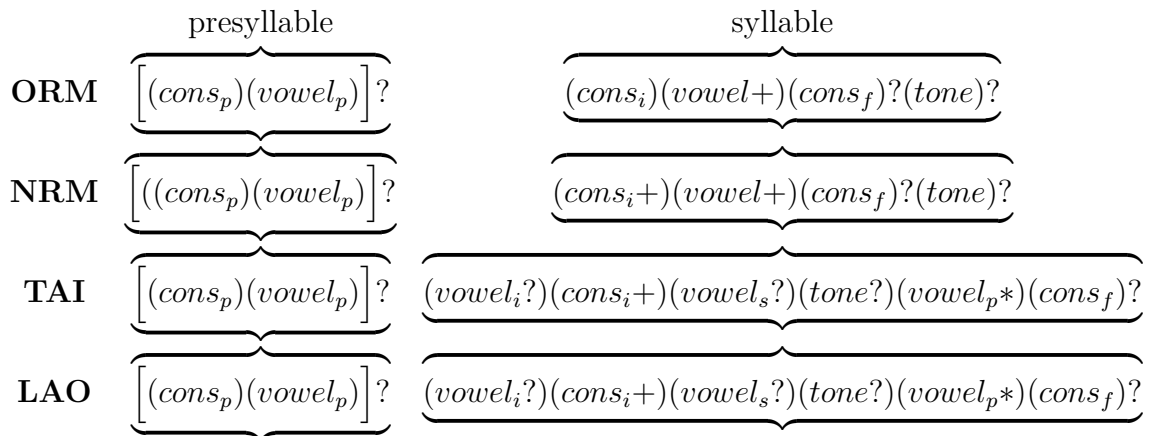 presyllable syllable
ORM [(cons_p)(vowel_p)]? (cons_i)(vowel+)(cons_f)?(tone)?
NRM [((cons_p)(vowel_p)]? (cons_i+)(vowel+)(cons_f)?(tone)?
TAI [(cons_p)(vowel_p)]? (vowel_i?)(cons_i+)(vowel_s?)(tone?)(vowel_p*)(cons_f)?
LAO [(cons_p)(vowel_p)]? (vowel_i?)(cons_i+)(vowel_s?)(tone?)(vowel_p*)(cons_f)?